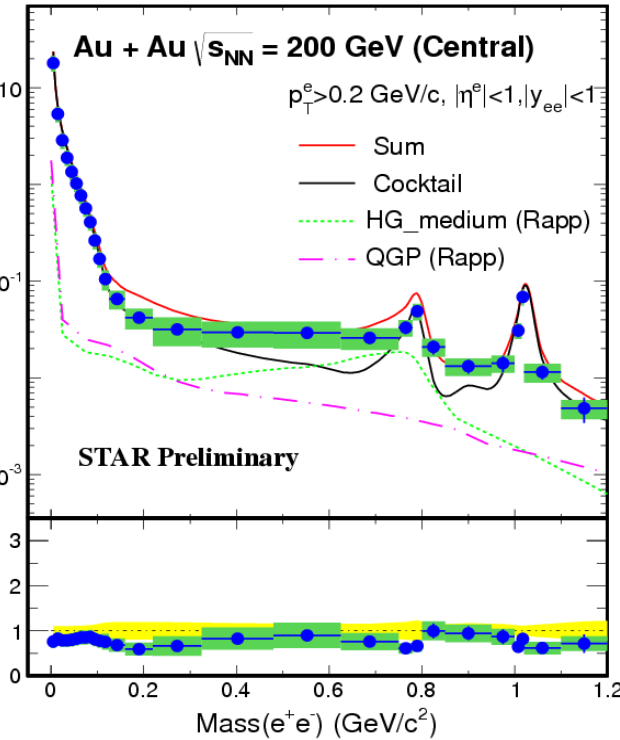 Au + Au √sNN = 200 GeV (Central)
10
pTe>0.2 GeV/c, |ηe|<1,|yee|<1
Sum
Cocktail
HG_medium (Rapp)
QGP (Rapp)
-1
-3
STAR Preliminary
3
2
1
0
0 0.2 0.4 0.6 0.8 1 1.2
Mass(e+e-) (GeV/c2)